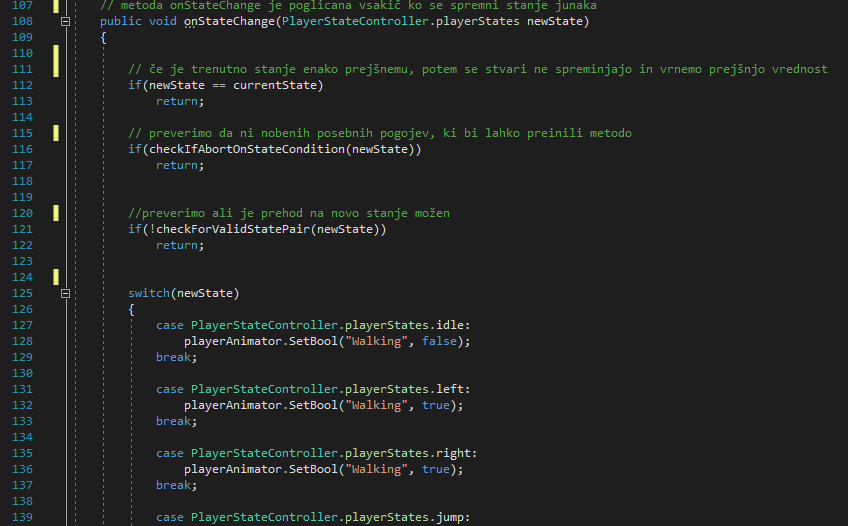 107 // metoda onStateChange je poglicana vsakič ko se spremni stanje junaka
108 public void onStateChange(PlayerStateController.playerStates newState)
109 {
110
111 // če je trenutno stanje enako prejšnemu, potem se stvari ne spreminjajo in vrnemo prejšnjo vrednost
112 if(newState == currentState)
113 return;
114
115 // preverimo da ni nobenih posebnih pogojev, ki bi lahko preinili metodo
116 if(checkIfAbortOnStateCondition(newState))
117 return;
118
119
120 //preverimo ali je prehod na novo stanje možen
121 if(!checkForValidStatePair(newState))
122 return;
123
124
125 switch(newState)
126 {
127 case PlayerStateController.playerStates.idle:
128 playerAnimator.SetBool("Walking", false);
129 break;
130
131 case PlayerStateController.playerStates.left:
132 playerAnimator.SetBool("Walking", true);
133 break;
134
135 case PlayerStateController.playerStates.right:
136 playerAnimator.SetBool("Walking", true);
137 break;
138
139 case PlayerStateController.playerStates.jump: